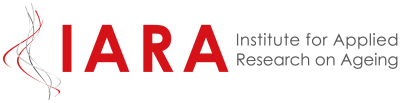 IARA
Institute for Applied
Research on Ageing